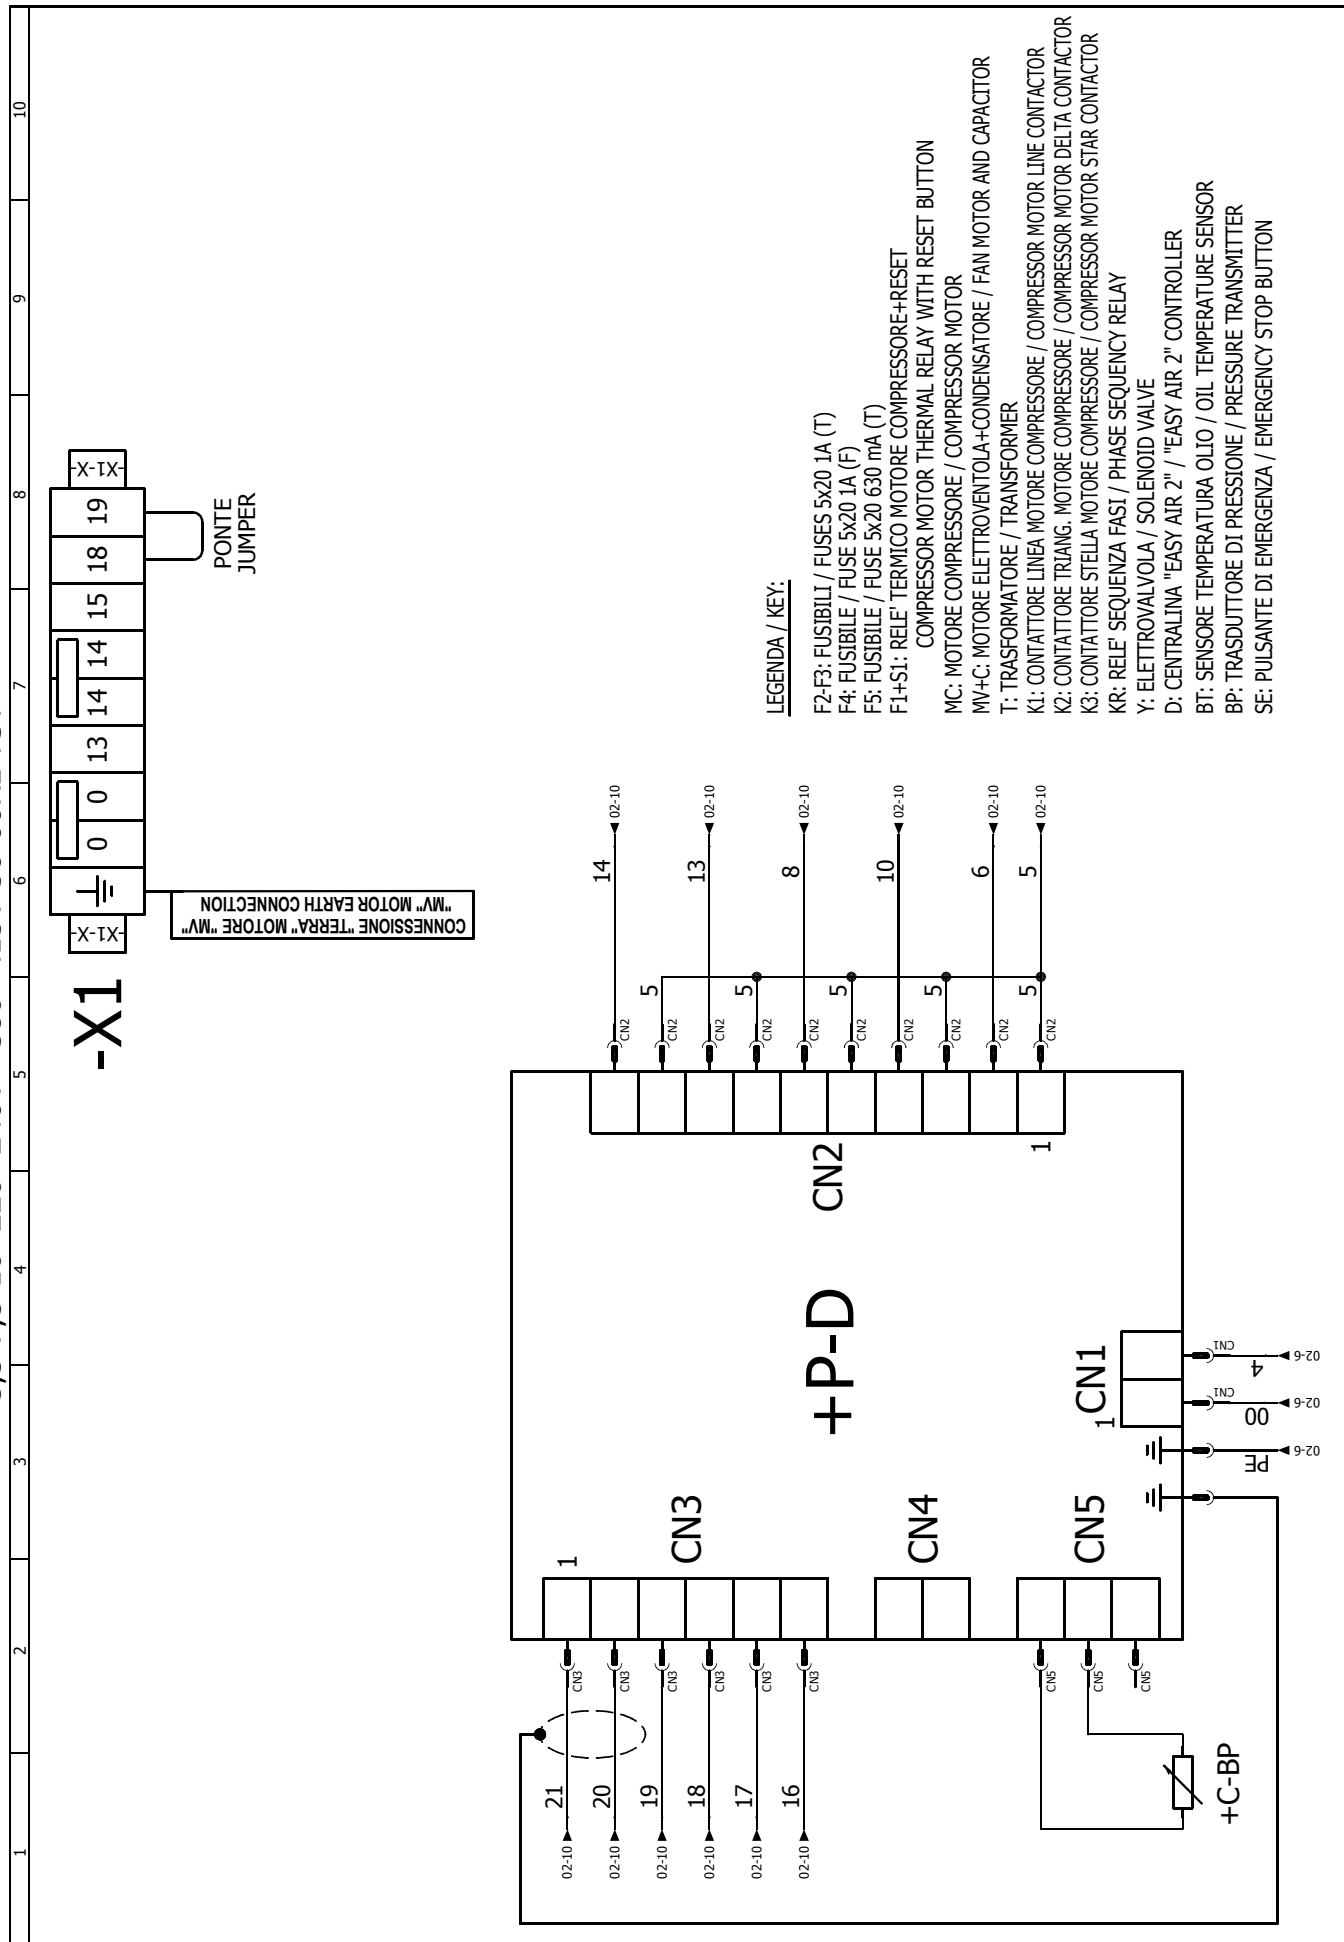 1 2 3 4 5 6 7 8 9 10
-X1
-X1-X-
0
0
13
14
14
15
18
19
-X1-X-
CONNESSIONE "TERRA" MOTORE "MV"
"MV" MOTOR EARTH CONNECTION
PONTE
JUMPER
02-10 21 CN3 1
02-10 20 CN3
02-10 19 CN3
02-10 18 CN3
02-10 17 CN3
02-10 16 CN3
CN3
CN4
CN5
CN5
CN5
CN5
+C-BP
+P-D
CN2
CN2 14 02-10
CN2 5
CN2 13 02-10
CN2 5
CN2 8 02-10
CN2 5
CN2 10 02-10
CN2 5
CN2 6 02-10
1 CN2 5 5 02-10
CN1
1
PE 02-6
CN1 00 02-6
CN1 4 02-6
LEGENDA / KEY:
F2-F3: FUSIBILI / FUSES 5x20 1A (T)
F4: FUSIBILE / FUSE 5x20 1A (F)
F5: FUSIBILE / FUSE 5x20 630 mA (T)
F1+S1: RELE' TERMICO MOTORE COMPRESSORE+RESET
COMPRESSOR MOTOR THERMAL RELAY WITH RESET BUTTON
MC: MOTORE COMPRESSORE / COMPRESSOR MOTOR
MV+C: MOTORE ELETTROVENTOLA+CONDENSATORE / FAN MOTOR AND CAPACITOR
T: TRASFORMATORE / TRANSFORMER
K1: CONTATTORE LINEA MOTORE COMPRESSORE / COMPRESSOR MOTOR LINE CONTACTOR
K2: CONTATTORE TRIANG. MOTORE COMPRESSORE / COMPRESSOR MOTOR DELTA CONTACTOR
K3: CONTATTORE STELLA MOTORE COMPRESSORE / COMPRESSOR MOTOR STAR CONTACTOR
KR: RELE' SEQUENZA FASI / PHASE SEQUENCY RELAY
Y: ELETTROVALVOLA / SOLENOID VALVE
D: CENTRALINA "EASY AIR 2" / "EASY AIR 2" CONTROLLER
BT: SENSORE TEMPERATURA OLIO / OIL TEMPERATURE SENSOR
BP: TRASDUTTORE DI PRESSIONE / PRESSURE TRANSMITTER
SE: PULSANTE DI EMERGENZA / EMERGENCY STOP BUTTON